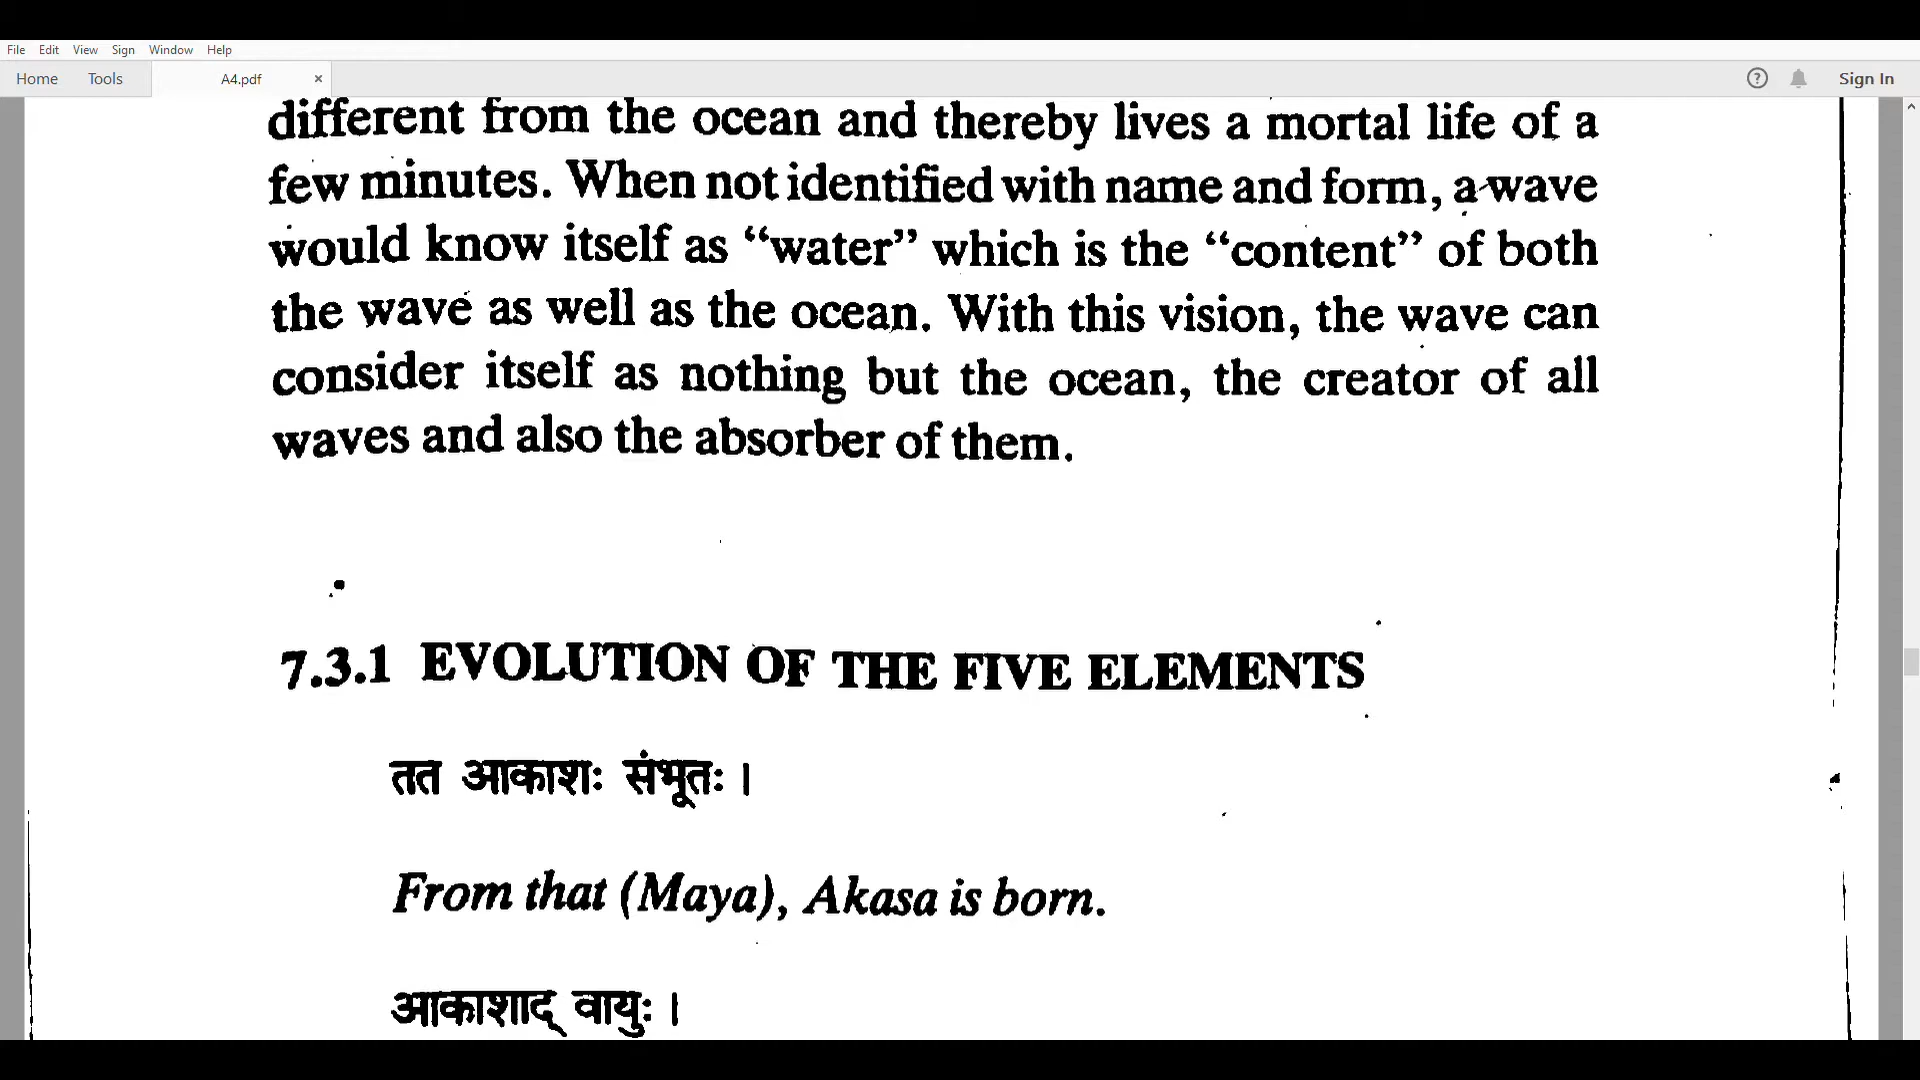 File Edit View Sign Window Help
Home Tools A4.pdf × ? Sign In
different from the ocean and thereby lives a mortal life of a
few minutes. When not identified with name and form, a wave
would know itself as “water” which is the “content” of both
the wave as well as the ocean. With this vision, the wave can
consider itself as nothing but the ocean, the creator of all
waves and also the absorber of them.
7.3.1 EVOLUTION OF THE FIVE ELEMENTS
तत आकाशः संभूतः ।
From that (Maya), Akasa is born.
आकाशाद् वायुः ।